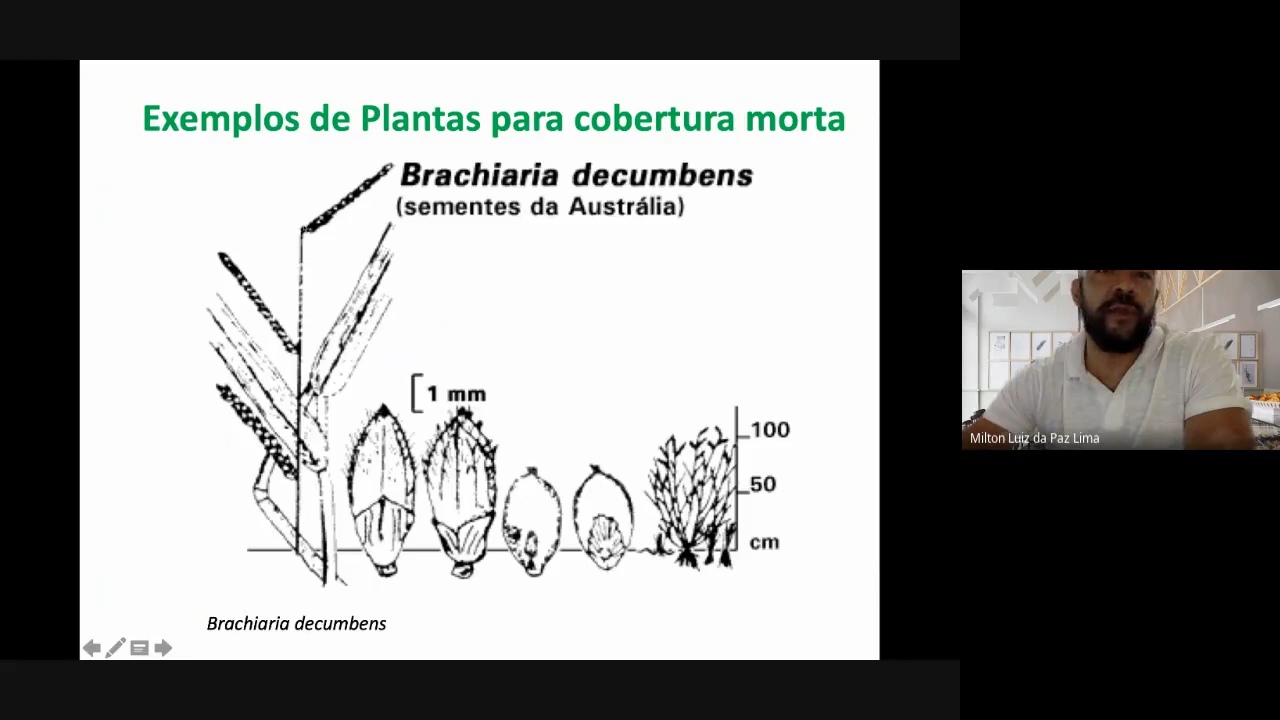 Exemplos de Plantas para cobertura morta
Brachiaria decumbens
(sementes da Austrália)
1 mm
100
50
cm
Brachiaria decumbens
Milton Luiz da Paz Lima